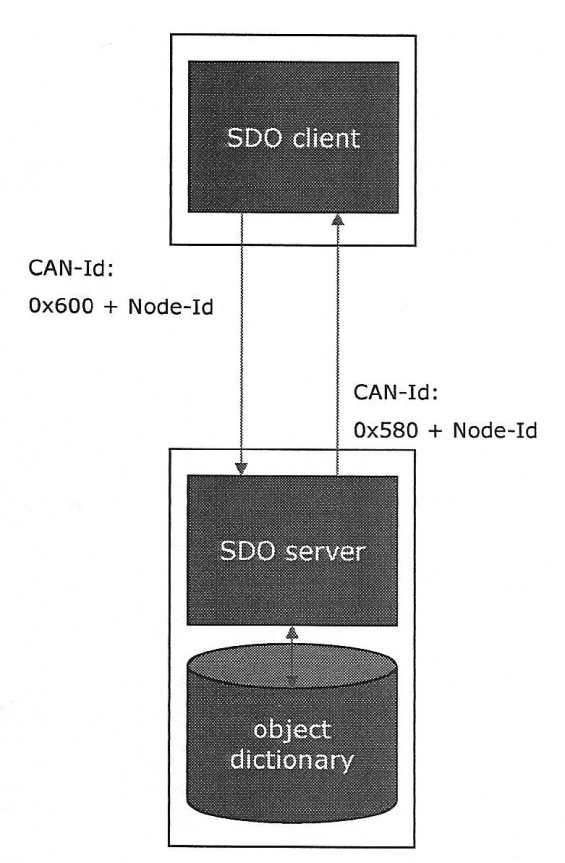 SDO client
CAN-Id:
0x600 + Node-Id
CAN-Id:
0x580 + Node-Id
SDO server
object
dictionary